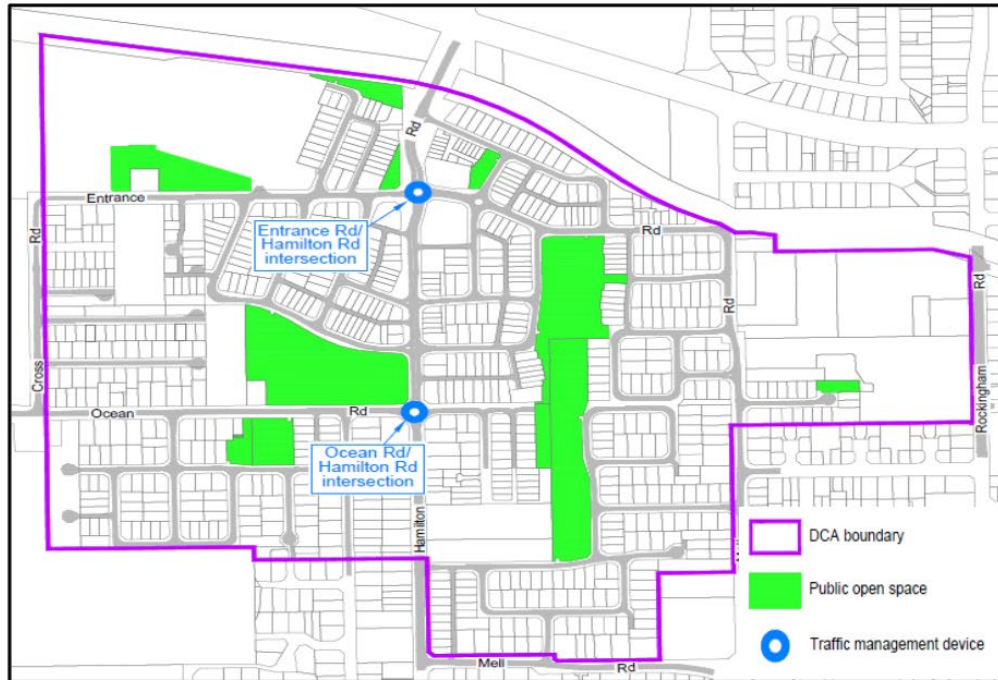 Rd
Entrance
Entrance Rd/
Hamilton Rd
intersection
Rd
Rd
Rd
Rd
Cross
Rockingham
Ocean
Rd
Ocean Rd/
Hamilton Rd
intersection
Hamilton
DCA boundary
Public open space
Traffic management device
Mell
Rd